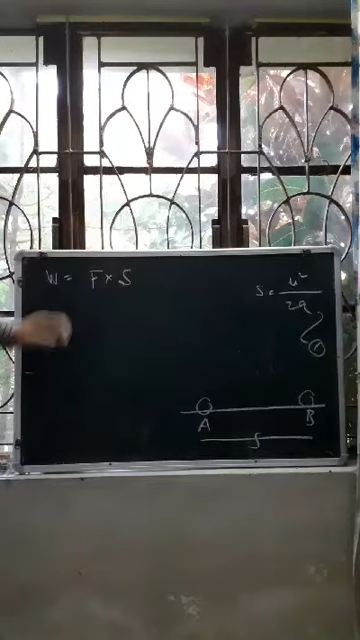 W = F × S
S = u²
2a
①
A B
S